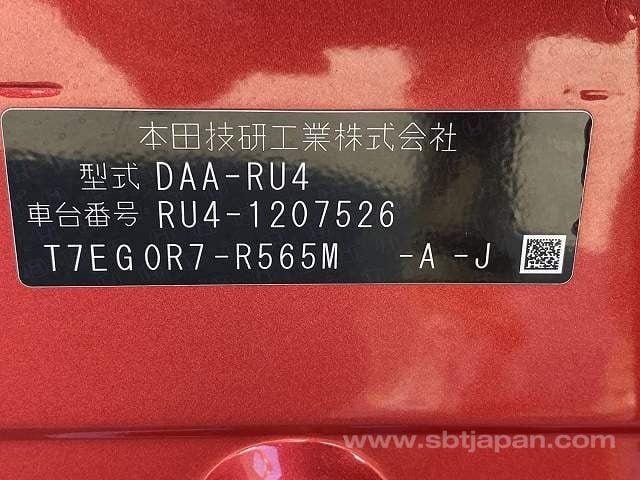 本田技研工業株式会社
型式 DAA-RU4
車台番号 RU4-1207526
T7EG0R7-R565M -A -J
www.sbtjapan.com